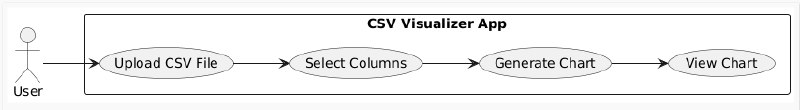 CSV Visualizer App
User
Upload CSV File
Select Columns
Generate Chart
View Chart